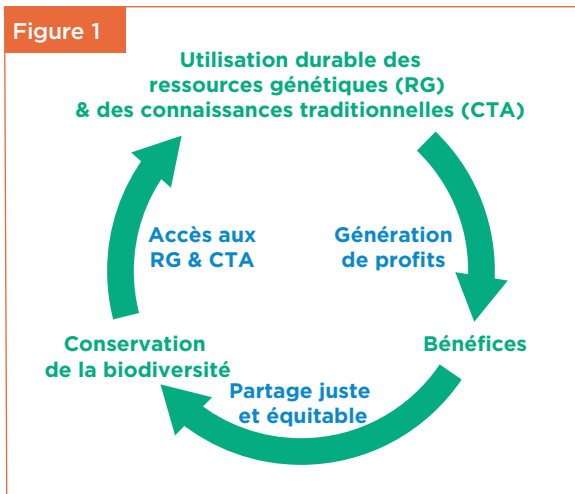 Figure 1
Utilisation durable des
ressources génétiques (RG)
& des connaissances traditionnelles (CTA)
Accès aux
RG & CTA
Génération
de profits
Conservation
de la biodiversité
Bénéfices
Partage juste
et équitable